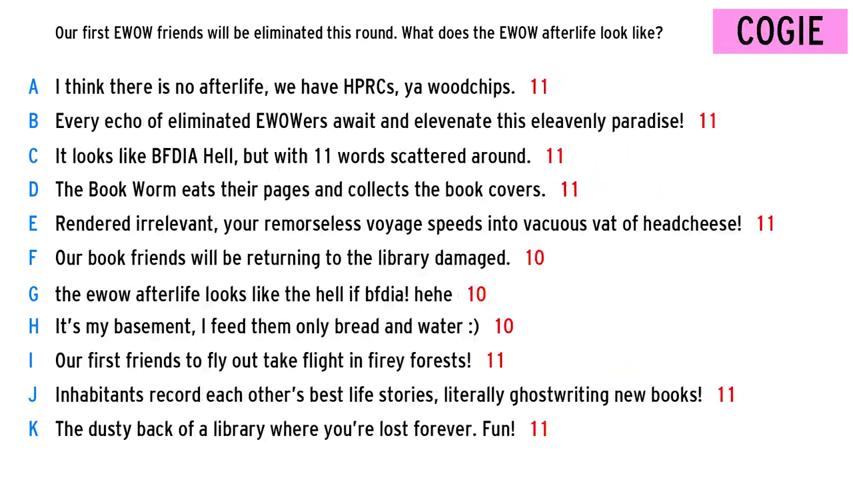 Our first EWOW friends will be eliminated this round. What does the EWOW afterlife look like?
COGIE
A I think there is no afterlife, we have HPRCs, ya woodchips. 11
B Every echo of eliminated EWOWers await and elevenate this eleavenly paradise! 11
C It looks like BFDIA Hell, but with 11 words scattered around. 11
D The Book Worm eats their pages and collects the book covers. 11
E Rendered irrelevant, your remorseless voyage speeds into vacuous vat of headcheese! 11
F Our book friends will be returning to the library damaged. 10
G the ewow afterlife looks like the hell if bfdia! hehe 10
H It's my basement, I feed them only bread and water :) 10
I Our first friends to fly out take flight in firey forests! 11
J Inhabitants record each other's best life stories, literally ghostwriting new books! 11
K The dusty back of a library where you're lost forever. Fun! 11